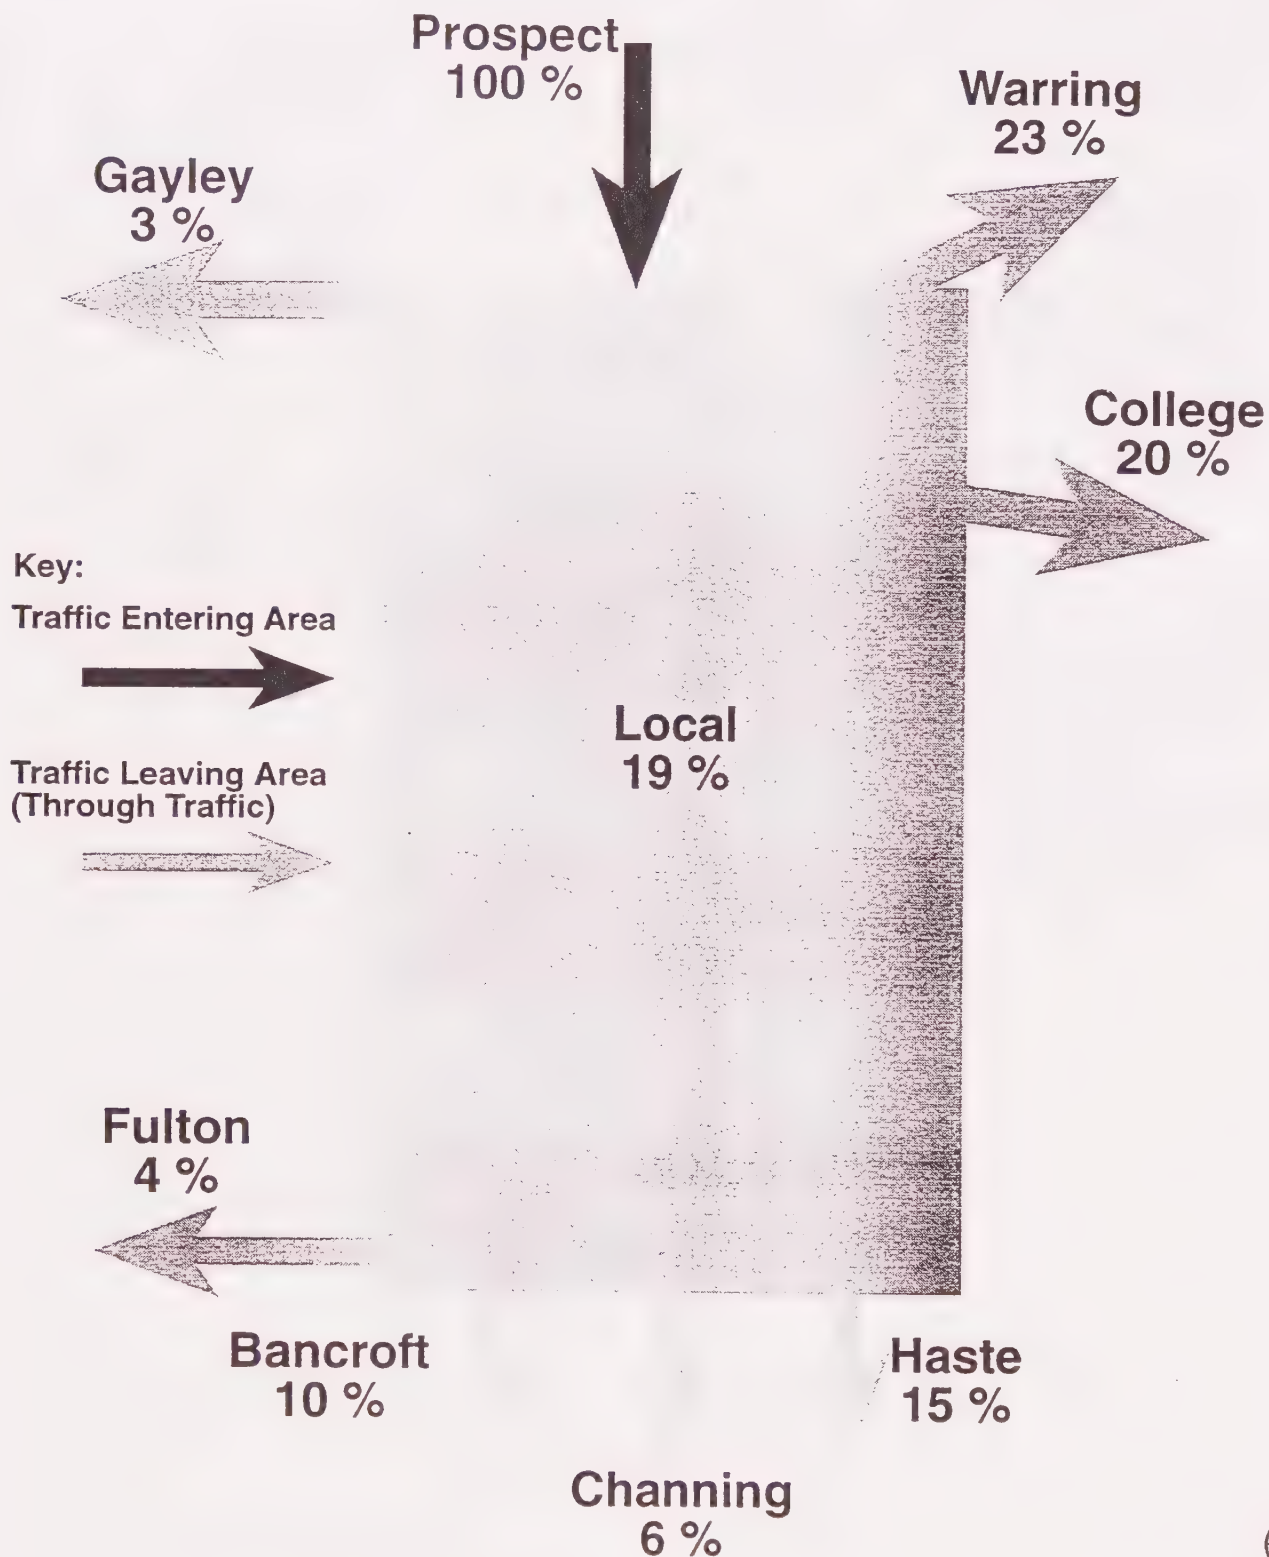 Prospect
100 %
Warring
23 %
Gayley
3 %
College
20 %
Key:
Traffic Entering Area
Local
19 %
Traffic Leaving Area
(Through Traffic)
Fulton
4 %
Bancroft
10 %
Haste
15 %
Channing
6 %